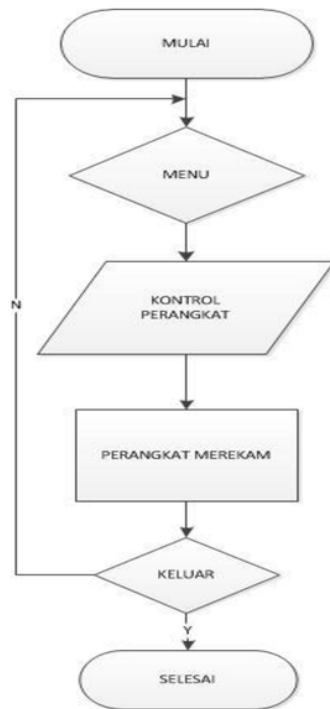 MULAI
MENU
N
KONTROL
PERANGKAT
PERANGKAT MEREKAM
KELUAR
Y
SELESAI